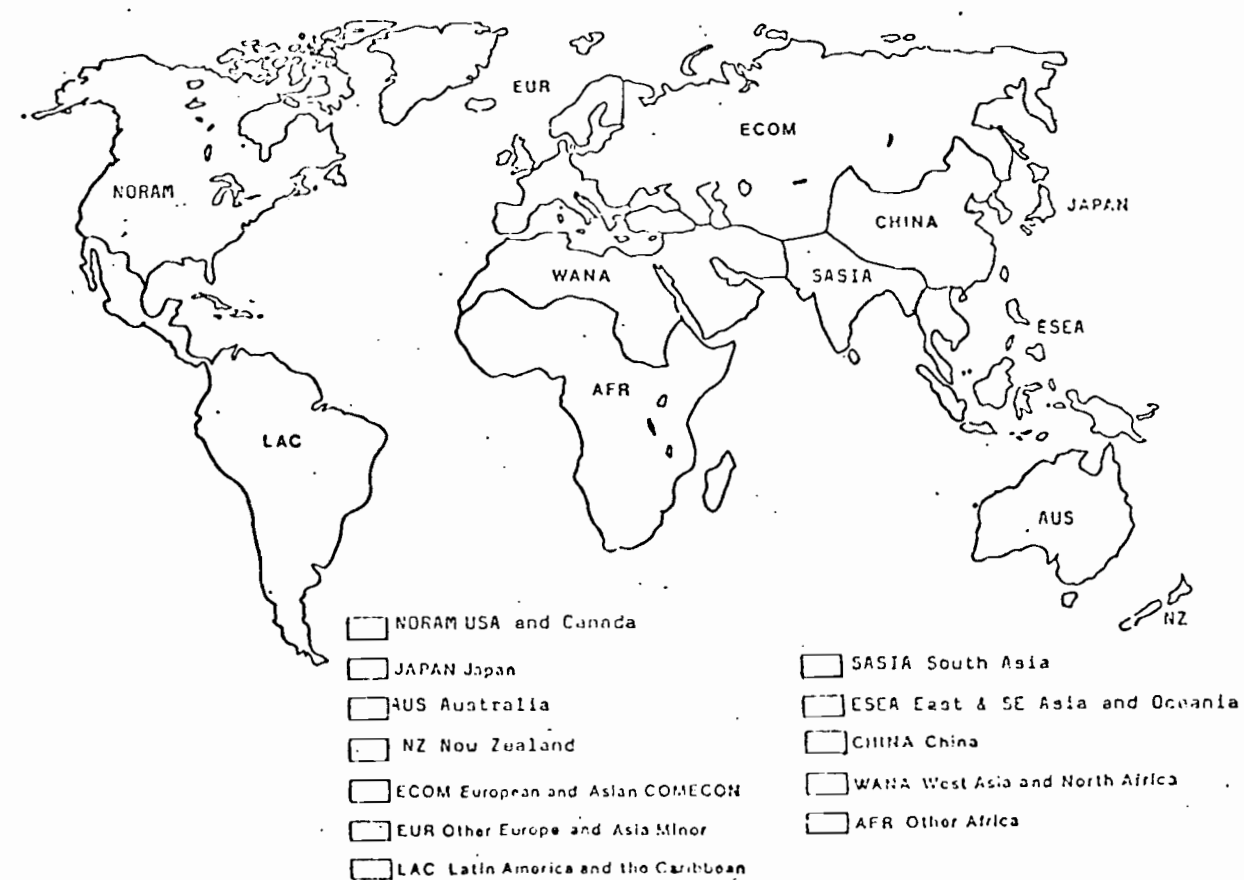 EUR
ECOM
NORAM
JAPAN
CHINA
WANA
SASIA
ESEA
AFR
LAC
AUS
NZ
NORAM USA and Canada
JAPAN Japan
AUS Australia
NZ New Zealand
ECOM European and Asian COMECON
EUR Other Europe and Asia Minor
LAC Latin America and the Caribbean
SASIA South Asia
ESEA East & SE Asia and Oceania
CHINA China
WANA West Asia and North Africa
AFR Other Africa